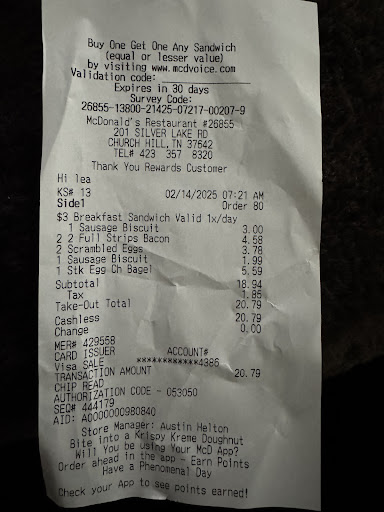 Buy One Get One Any Sandwich
(equal or lesser value)
by visiting www.mcdvoice.com
Validation code:
Expires in 30 days
Survey Code:
26855-13800-21425-07217-00207-9
McDonald's Restaurant #26855
201 SILVER LAKE RD
CHURCH HILL, TN 37642
TEL# 423 357 8320
Thank You Rewards Customer
Hi lea
KS# 13 02/14/2025 07:21 AM
Side1 Order 80
$3 Breakfast Sandwich Valid 1x/day
1 Sausage Biscuit 3.00
2 2 Full Strips Bacon 4.58
2 Scrambled Eggs 3.78
1 Sausage Biscuit 1.99
1 Stk Egg Ch Bagel 5.59
Subtotal 18.94
Tax 1.85
Take-Out Total 20.79
Cashless 20.79
Change 0.00
MER# 429558
CARD ISSUER ACCOUNT#
Visa SALE ************4386
TRANSACTION AMOUNT 20.79
CHIP READ
AUTHORIZATION CODE - 053050
SEQ# 444179
AID: A0000000980840
Store Manager: Austin Helton
Bite into a Krispy Kreme Doughnut
Will You be Using Your McD App?
Order ahead in the app - Earn Points
Have a Phenomenal Day
Check your App to see points earned!